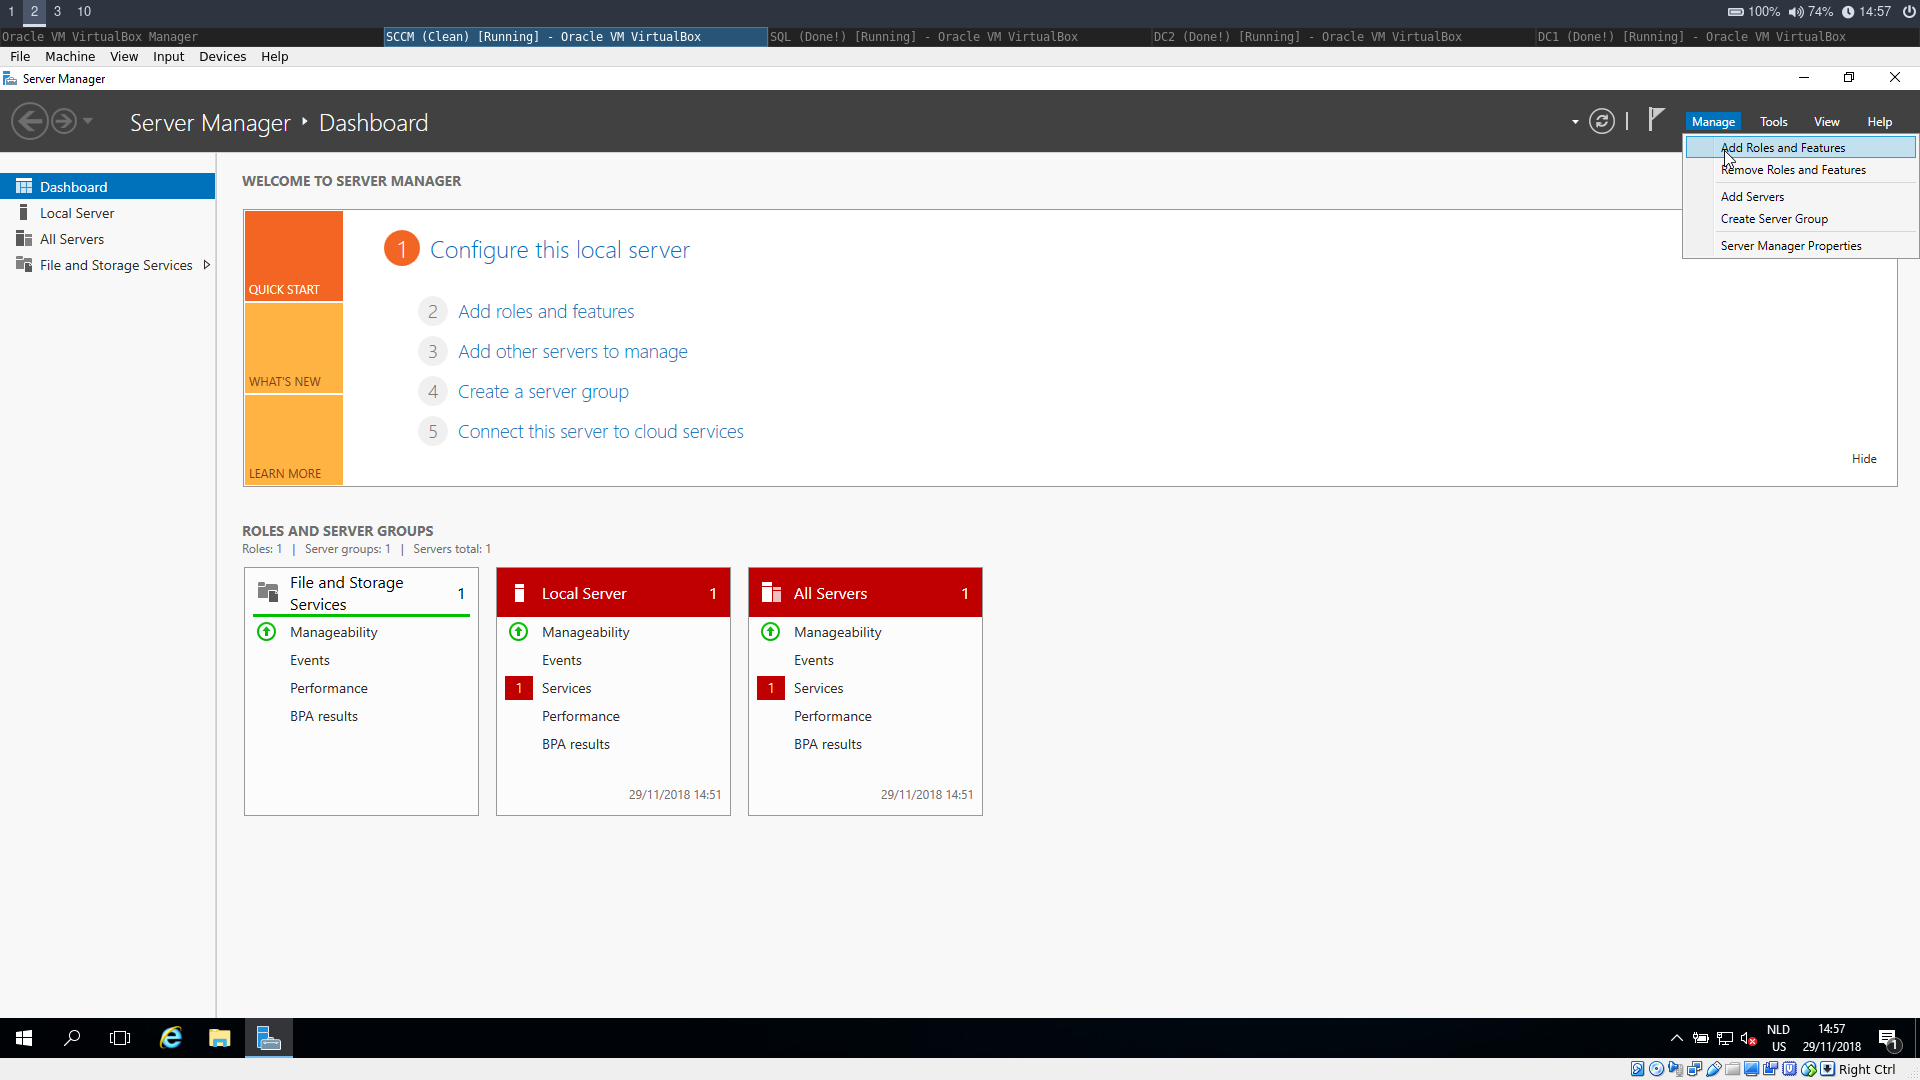 1 2 3 10
100% 74% 14:57
Oracle VM VirtualBox Manager
SCCM (Clean) [Running] - Oracle VM VirtualBox
SQL (Done!) [Running] - Oracle VM VirtualBox
DC2 (Done!) [Running] - Oracle VM VirtualBox
DC1 (Done!) [Running] - Oracle VM VirtualBox
File Machine View Input Devices Help
Server Manager
Server Manager ‣ Dashboard
Manage Tools View Help
Add Roles and Features
Remove Roles and Features
Add Servers
Create Server Group
Server Manager Properties
Dashboard
Local Server
All Servers
File and Storage Services
WELCOME TO SERVER MANAGER
QUICK START
WHAT'S NEW
LEARN MORE
1 Configure this local server
2 Add roles and features
3 Add other servers to manage
4 Create a server group
5 Connect this server to cloud services
Hide
ROLES AND SERVER GROUPS
Roles: 1 | Server groups: 1 | Servers total: 1
File and Storage
Services 1
Manageability
Events
Performance
BPA results
Local Server 1
Manageability
Events
1 Services
Performance
BPA results
29/11/2018 14:51
All Servers 1
Manageability
Events
1 Services
Performance
BPA results
29/11/2018 14:51
NLD
US
14:57
29/11/2018
1
Right Ctrl